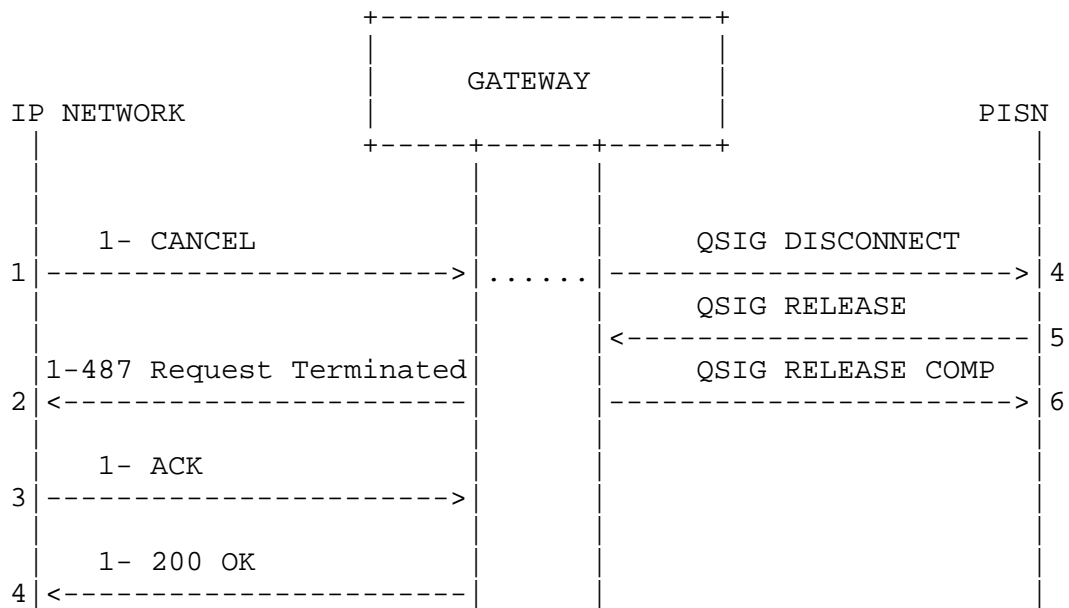 GATEWAY
IP NETWORK PISN
1- CANCEL QSIG DISCONNECT
1 ...... 4
QSIG RELEASE
5
1-487 Request Terminated QSIG RELEASE COMP
2 6
1- ACK
3
1- 200 OK
4